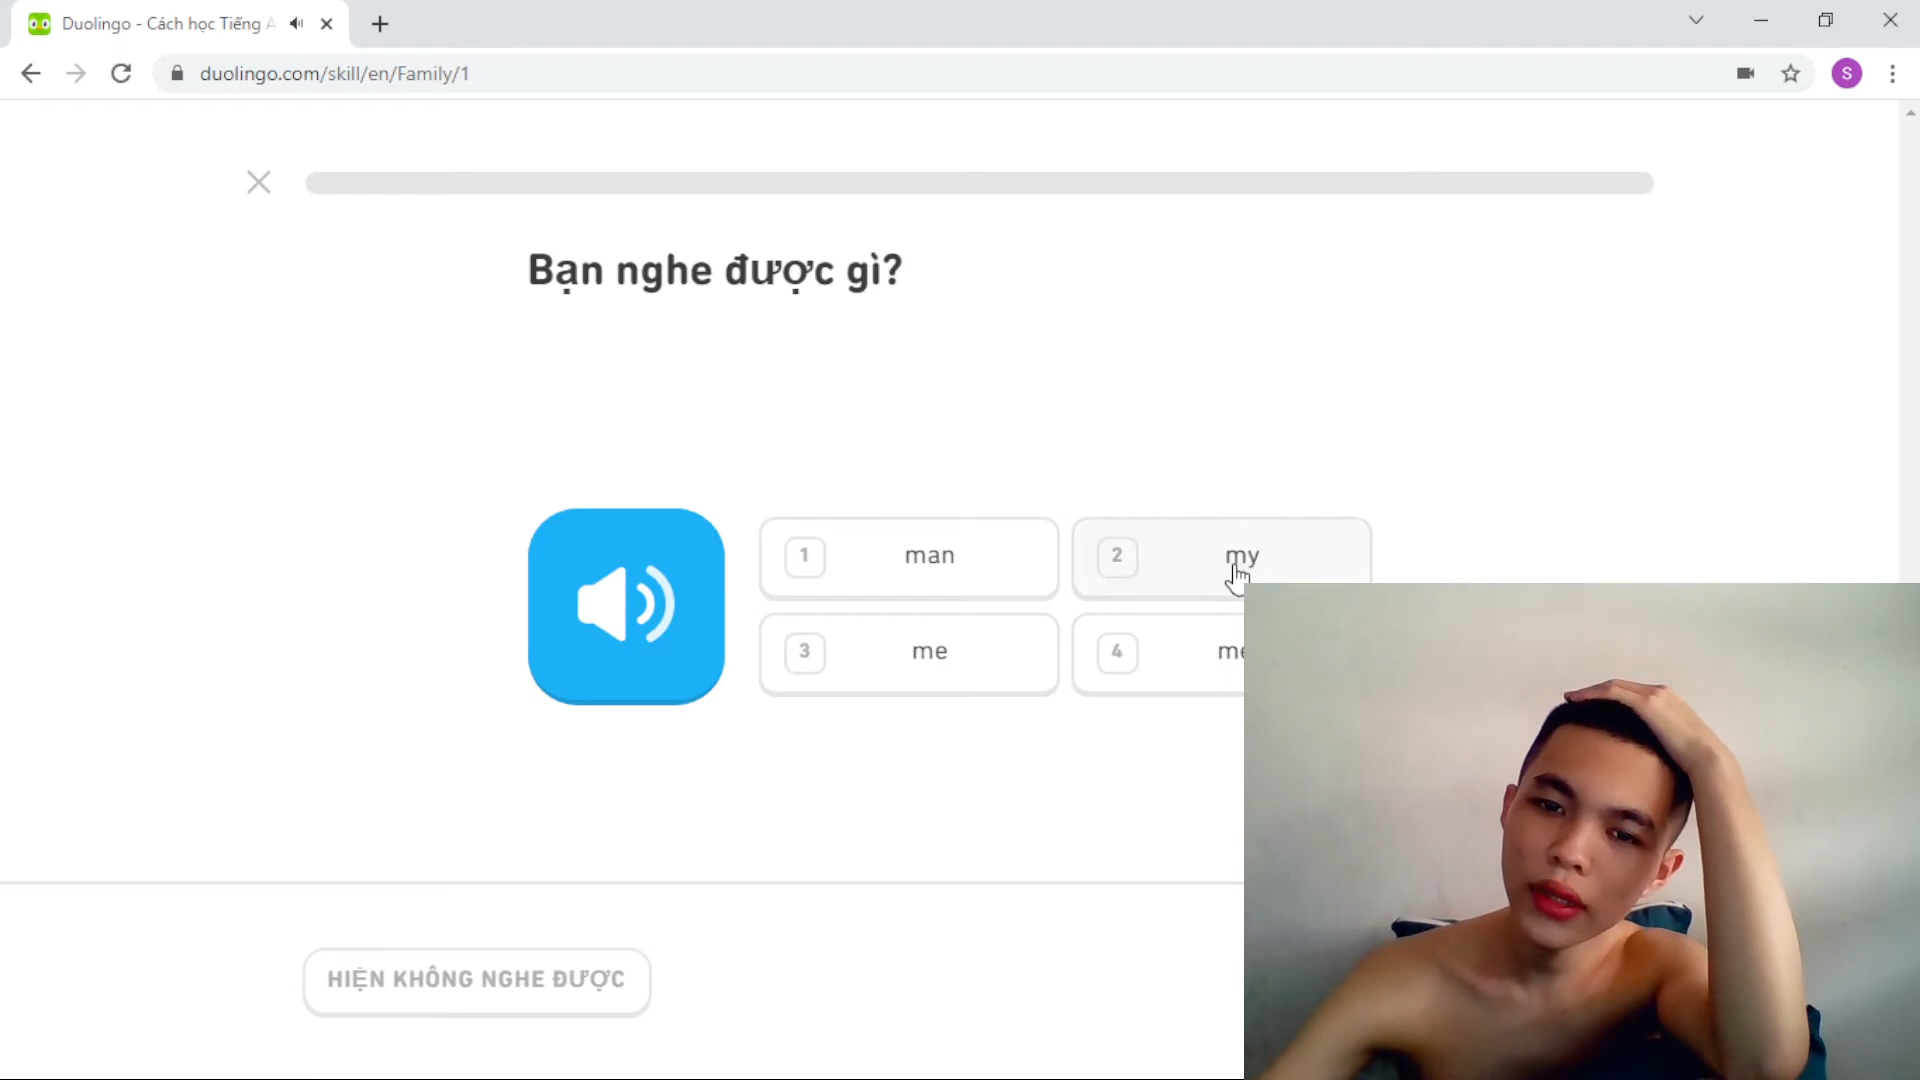 Duolingo - Cách học Tiếng A
duolingo.com/skill/en/Family/1
S
Bạn nghe được gì?
1 man
2 my
3 me
4
HIỆN KHÔNG NGHE ĐƯỢC